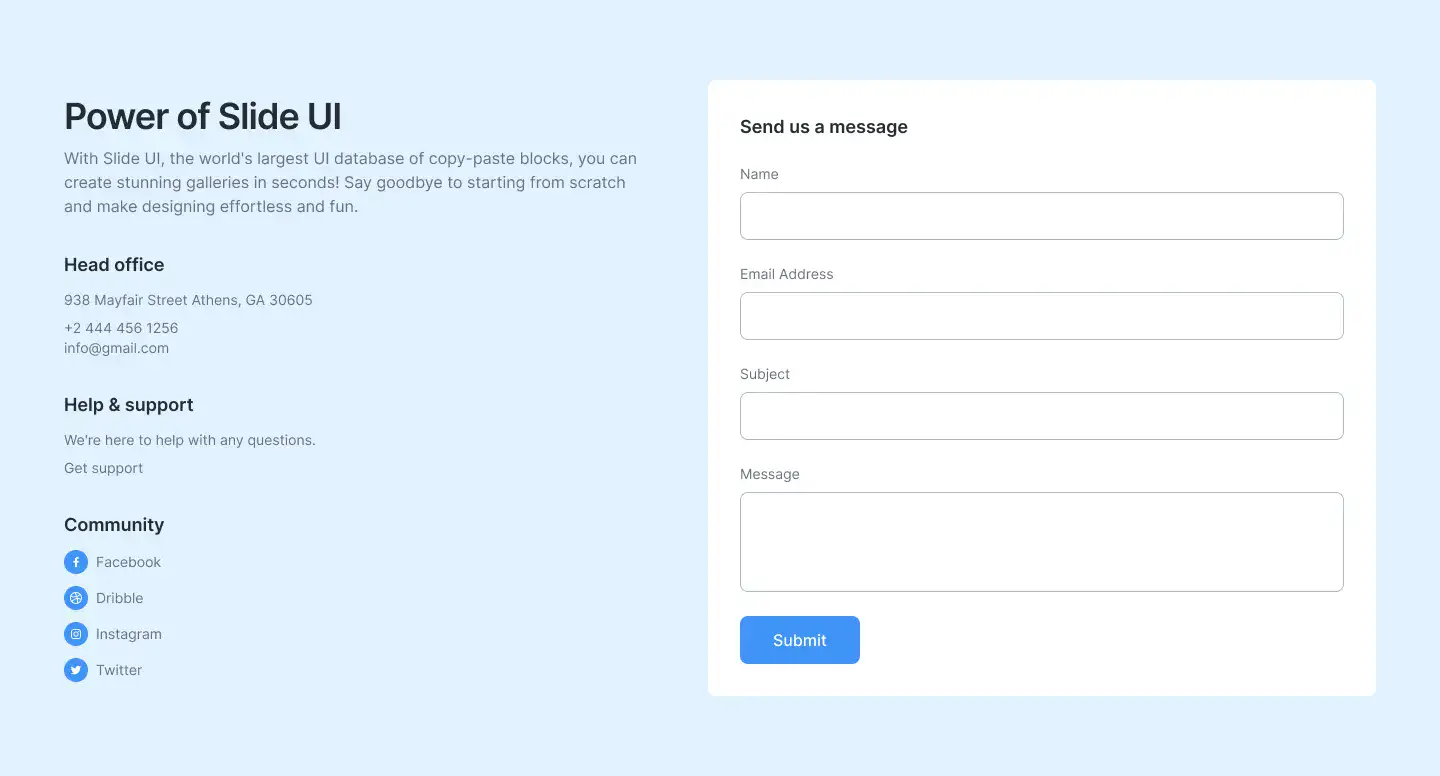 Power of Slide UI
With Slide UI, the world's largest UI database of copy-paste blocks, you can
create stunning galleries in seconds! Say goodbye to starting from scratch
and make designing effortless and fun.
Head office
938 Mayfair Street Athens, GA 30605
+2 444 456 1256
info@gmail.com
Help & support
We're here to help with any questions.
Get support
Community
Facebook
Dribble
Instagram
Twitter
Send us a message
Name
Email Address
Subject
Message
Submit